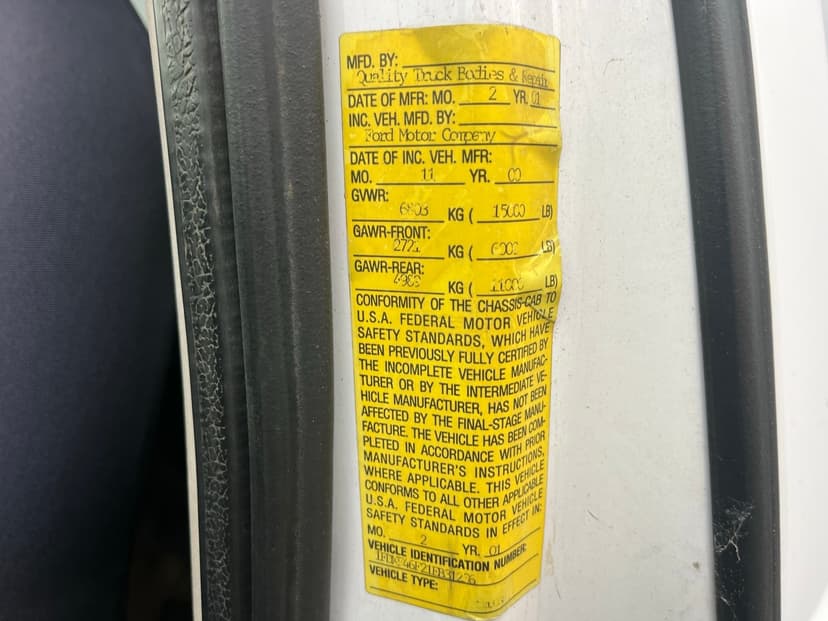 MFD. BY:
Quality Truck Bodies & Repair
DATE OF MFR: MO. 2 YR. 01
INC. VEH. MFD. BY:
Ford Motor Company
DATE OF INC. VEH. MFR:
MO. 11 YR. 00
GVWR:
6803 KG ( 15000 LB)
GAWR-FRONT:
KG ( 6000 LB)
GAWR-REAR:
KG ( 11000 LB)
CONFORMITY OF THE CHASSIS-CAB TO
U.S.A. FEDERAL MOTOR VEHICLE
SAFETY STANDARDS, WHICH HAVE
BEEN PREVIOUSLY FULLY CERTIFIED BY
THE INCOMPLETE VEHICLE MANUFAC-
TURER OR BY THE INTERMEDIATE VE-
HICLE MANUFACTURER, HAS NOT BEEN
AFFECTED BY THE FINAL-STAGE MANU-
FACTURE. THE VEHICLE HAS BEEN COM-
PLETED IN ACCORDANCE WITH PRIOR
MANUFACTURER'S INSTRUCTIONS,
WHERE APPLICABLE. THIS VEHICLE
CONFORMS TO ALL OTHER APPLICABLE
U.S.A. FEDERAL MOTOR VEHICLE
SAFETY STANDARDS IN EFFECT IN:
MO. 2 YR. 01
VEHICLE IDENTIFICATION NUMBER:
VEHICLE TYPE: